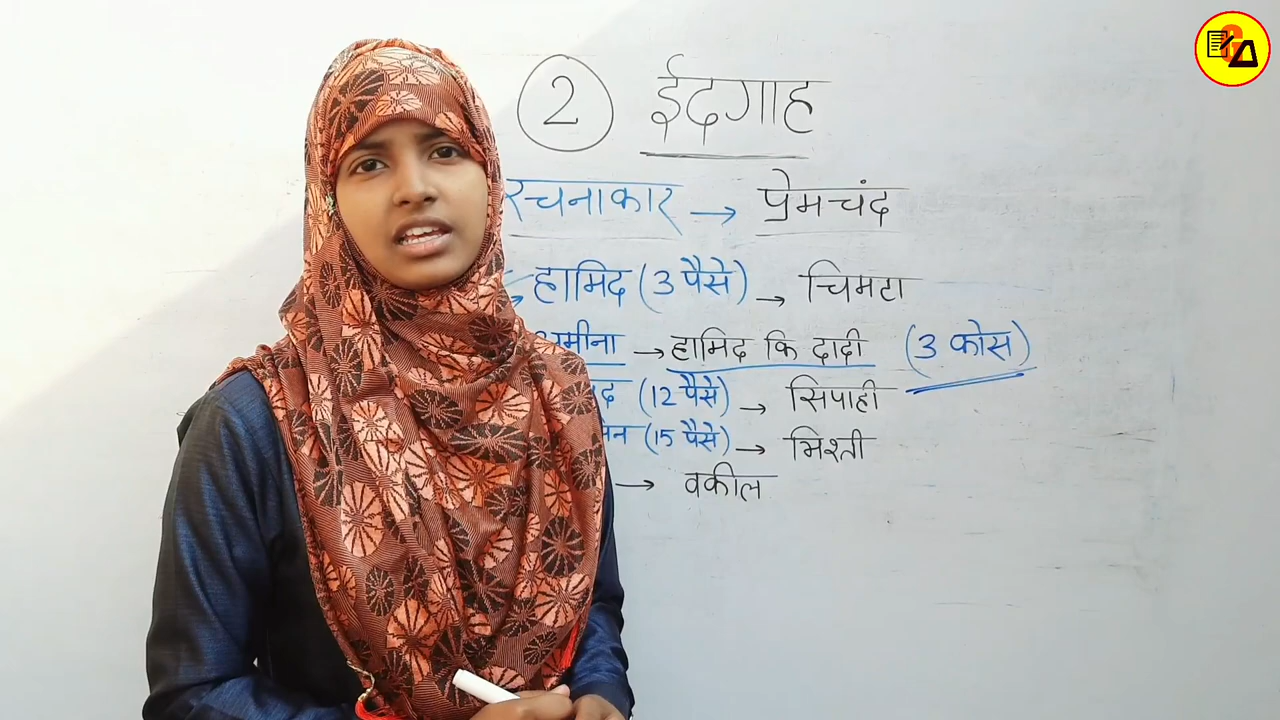 2 ईदगाह
रचनाकार → प्रेमचंद
हामिद (3 पैसे) → चिमटा
→ हामिद कि दादी (3 कोस)
(12 पैसे) → सिपाही
(15 पैसे) → भिश्ती
→ वकील